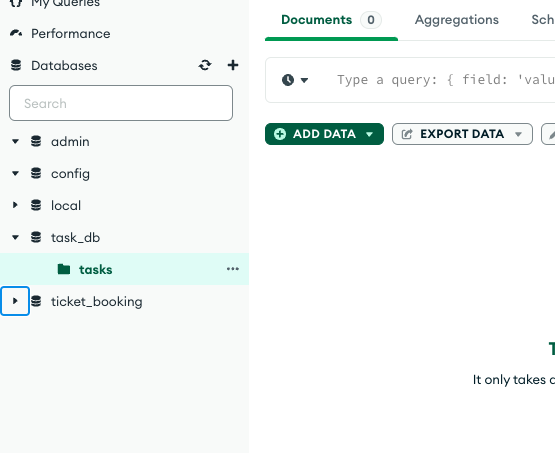 My Queries
Performance
Databases
Search
admin
config
local
task_db
tasks
ticket_booking
Documents 0 Aggregations Sch
Type a query: { field: 'valu
ADD DATA EXPORT DATA
T
It only takes